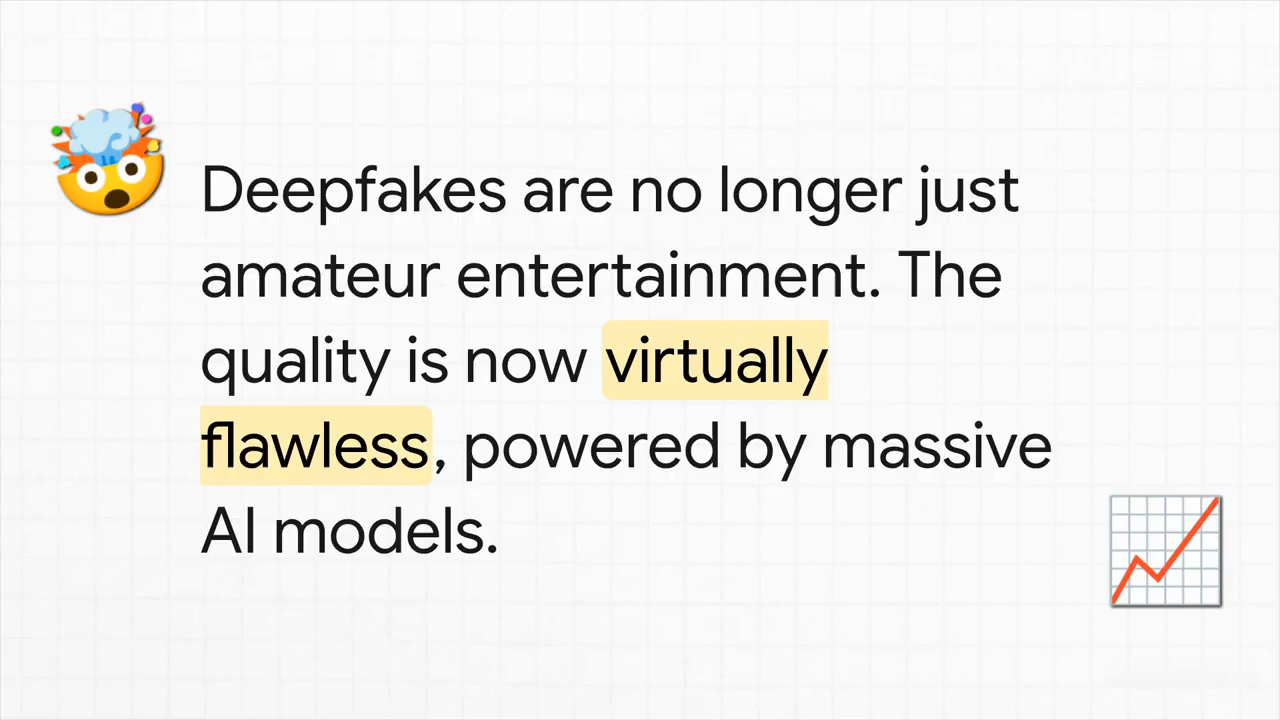 Deepfakes are no longer just
amateur entertainment. The
quality is now virtually
flawless, powered by massive
AI models.